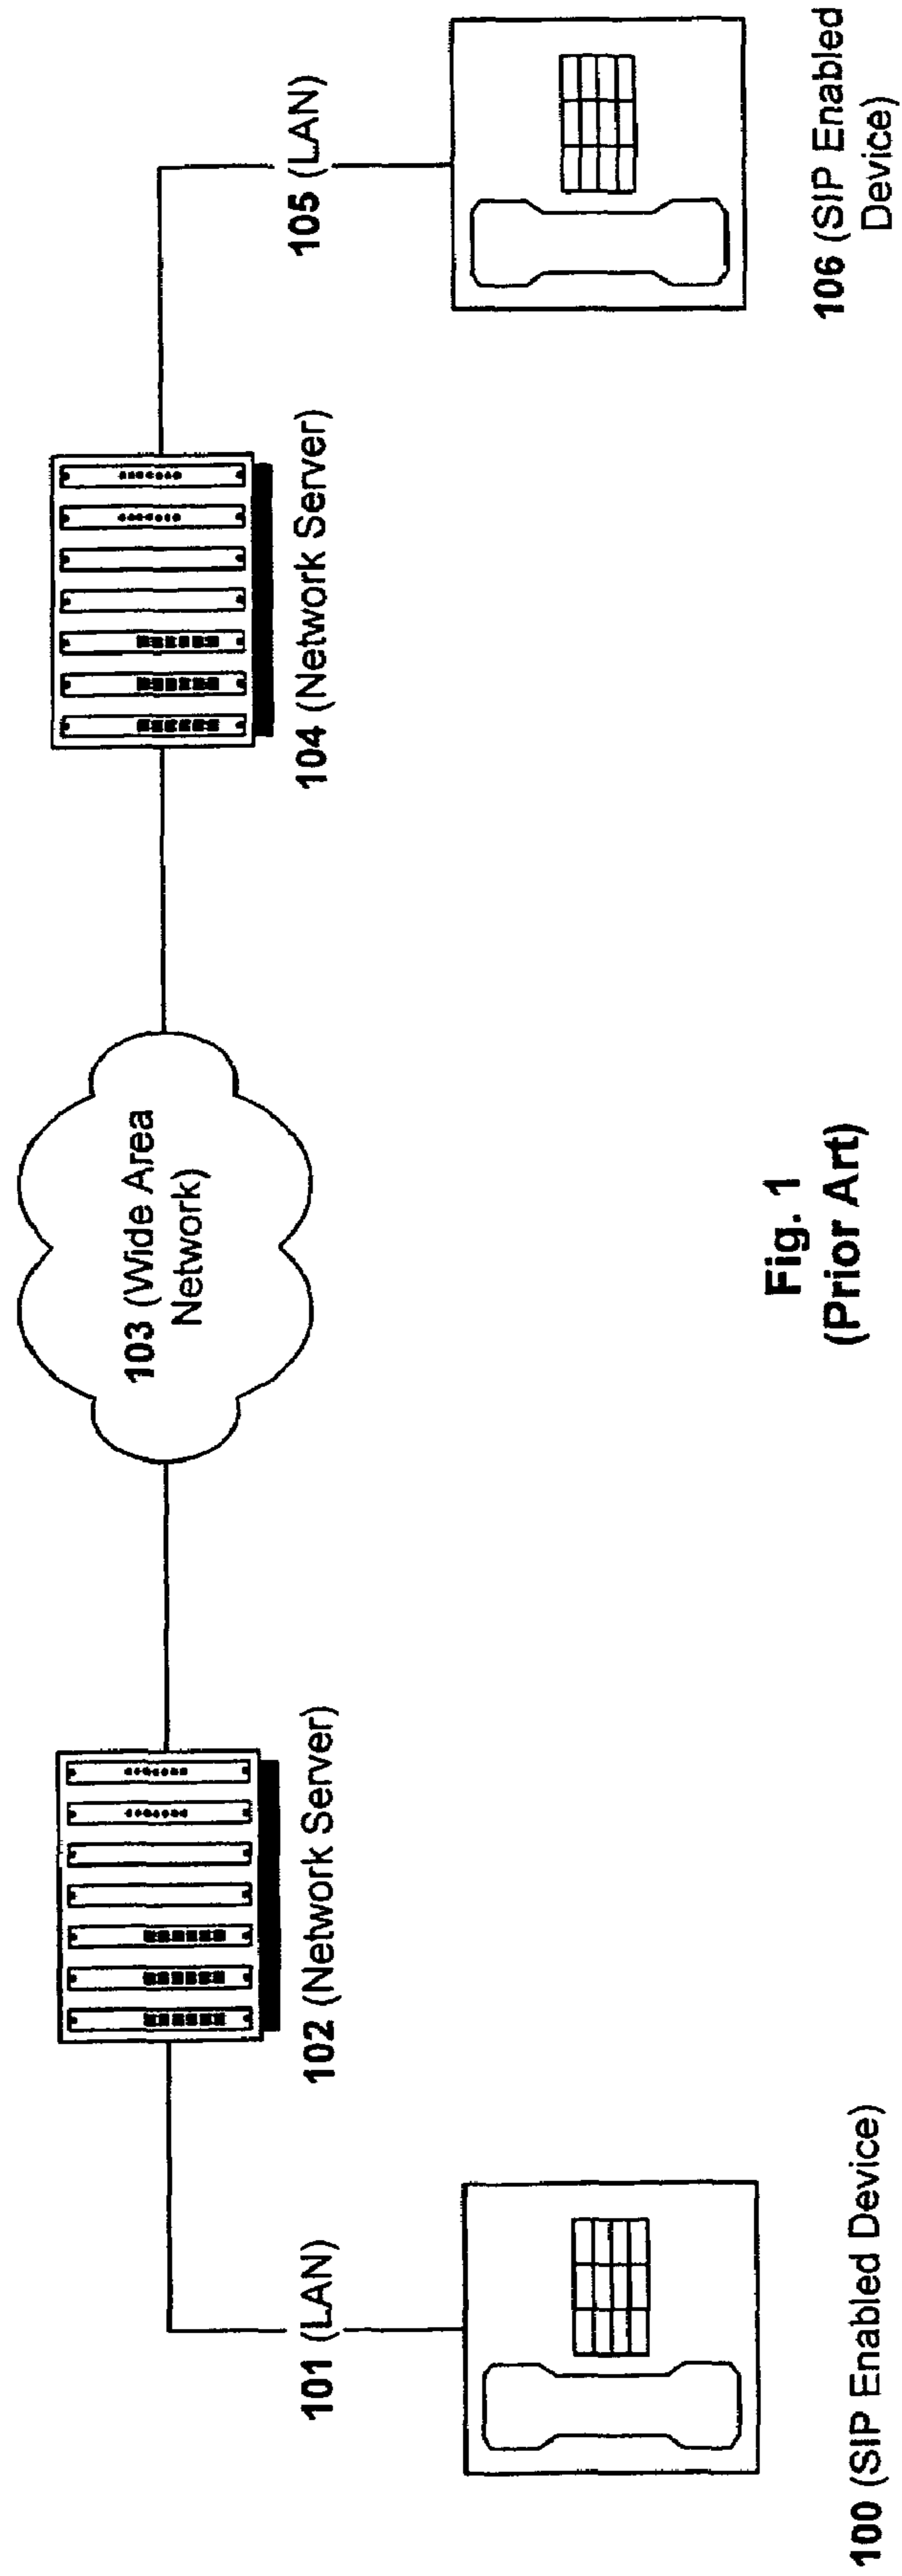 100 (SIP Enabled Device)
101 (LAN)
102 (Network Server)
103 (Wide Area
Network)
104 (Network Server)
105 (LAN)
106 (SIP Enabled
Device)
Fig. 1
(Prior Art)